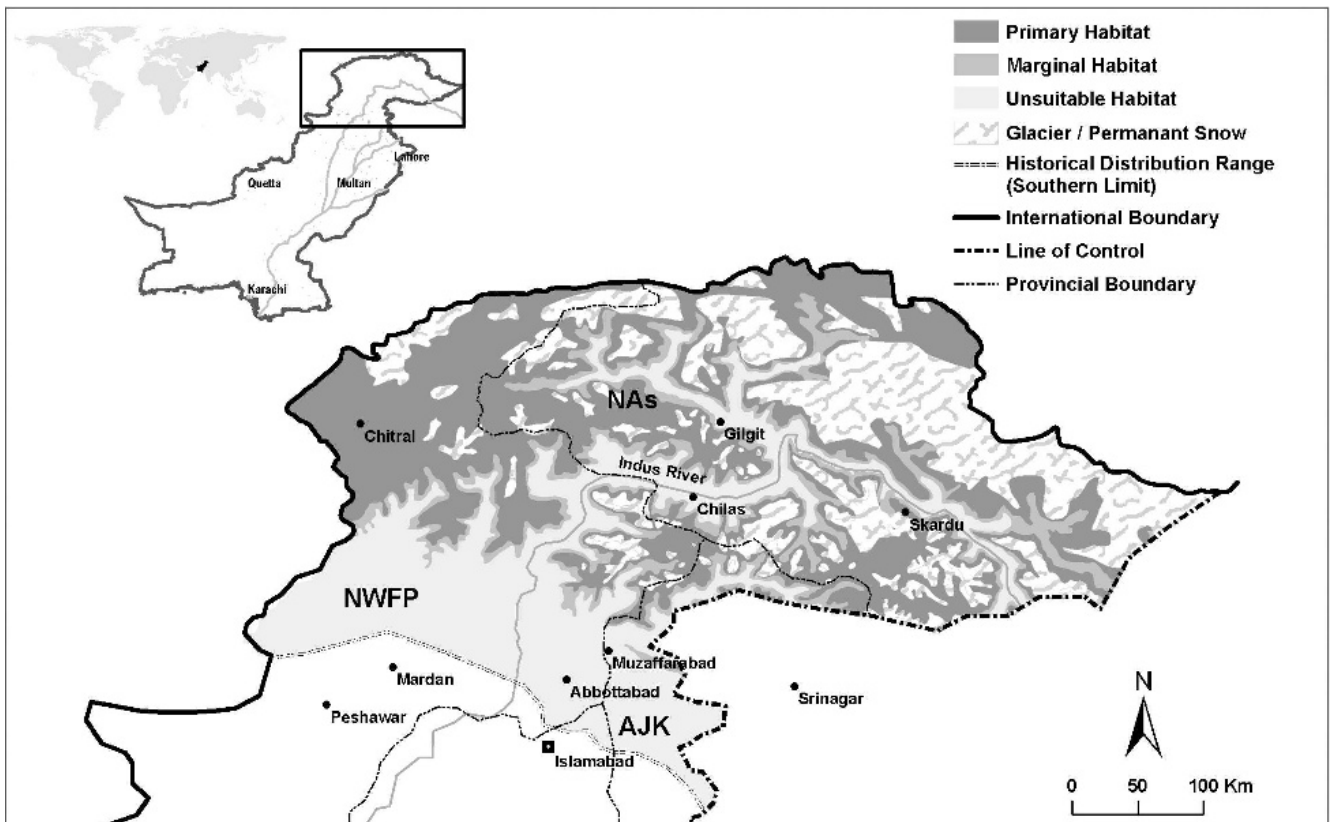 Primary Habitat
Marginal Habitat
Unsuitable Habitat
Glacier / Permanant Snow
Historical Distribution Range
(Southern Limit)
International Boundary
Line of Control
Provincial Boundary
Lahore
Quetta
Multan
Karachi
NAs
Chitral
Gilgit
Indus River
Chilas
Skardu
NWFP
Muzaffarabad
Mardan
Abbottabad
Srinagar
Peshawar
AJK
Islamabad
N
0 50 100 Km